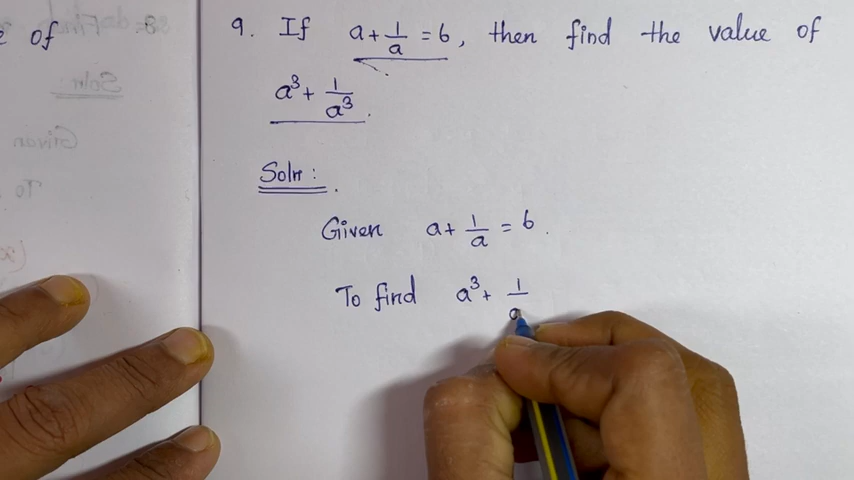 e of
9. If a + 1/a = 6, then find the value of
a³ + 1/a³.
Soln:
Given a + 1/a = 6.
To find a³ + 1/a